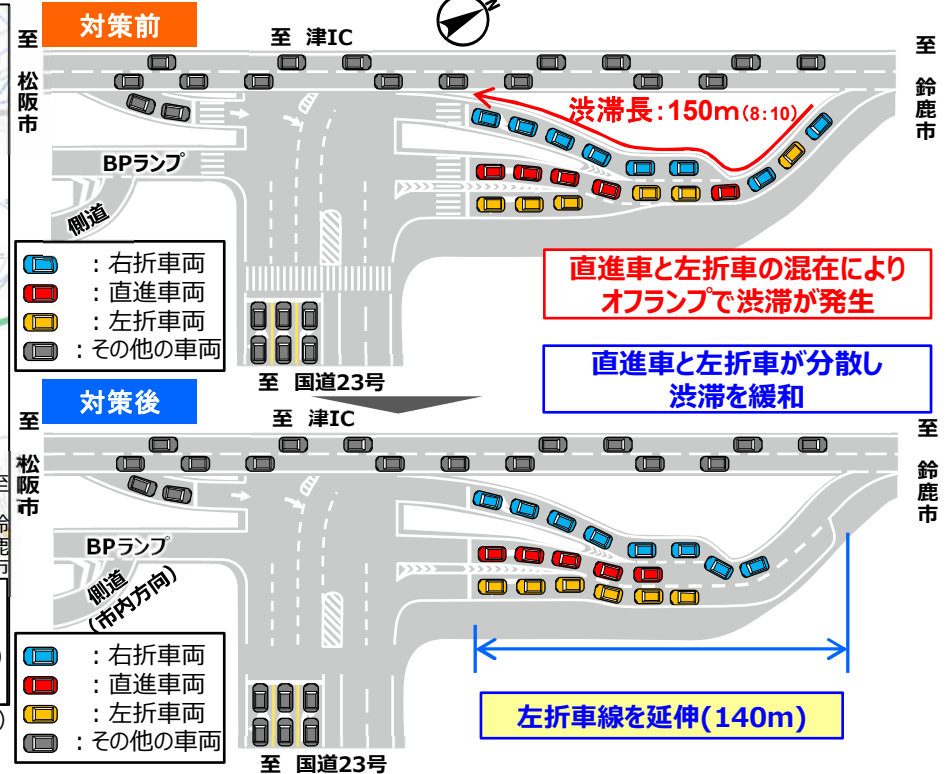 対策前
至 津IC
N
至 松阪市
至 鈴鹿市
渋滞長:150m(8:10)
BPランプ
側道
:右折車両
:直進車両
:左折車両
:その他の車両
直進車と左折車の混在により
オフランプで渋滞が発生
至 国道23号
直進車と左折車が分散し
渋滞を緩和
対策後
至 津IC
至 松阪市
至 鈴鹿市
至
鈴
鹿
市
BPランプ
側道
(市内方向)
:右折車両
:直進車両
:左折車両
:その他の車両
左折車線を延伸(140m)
至 国道23号
)
)